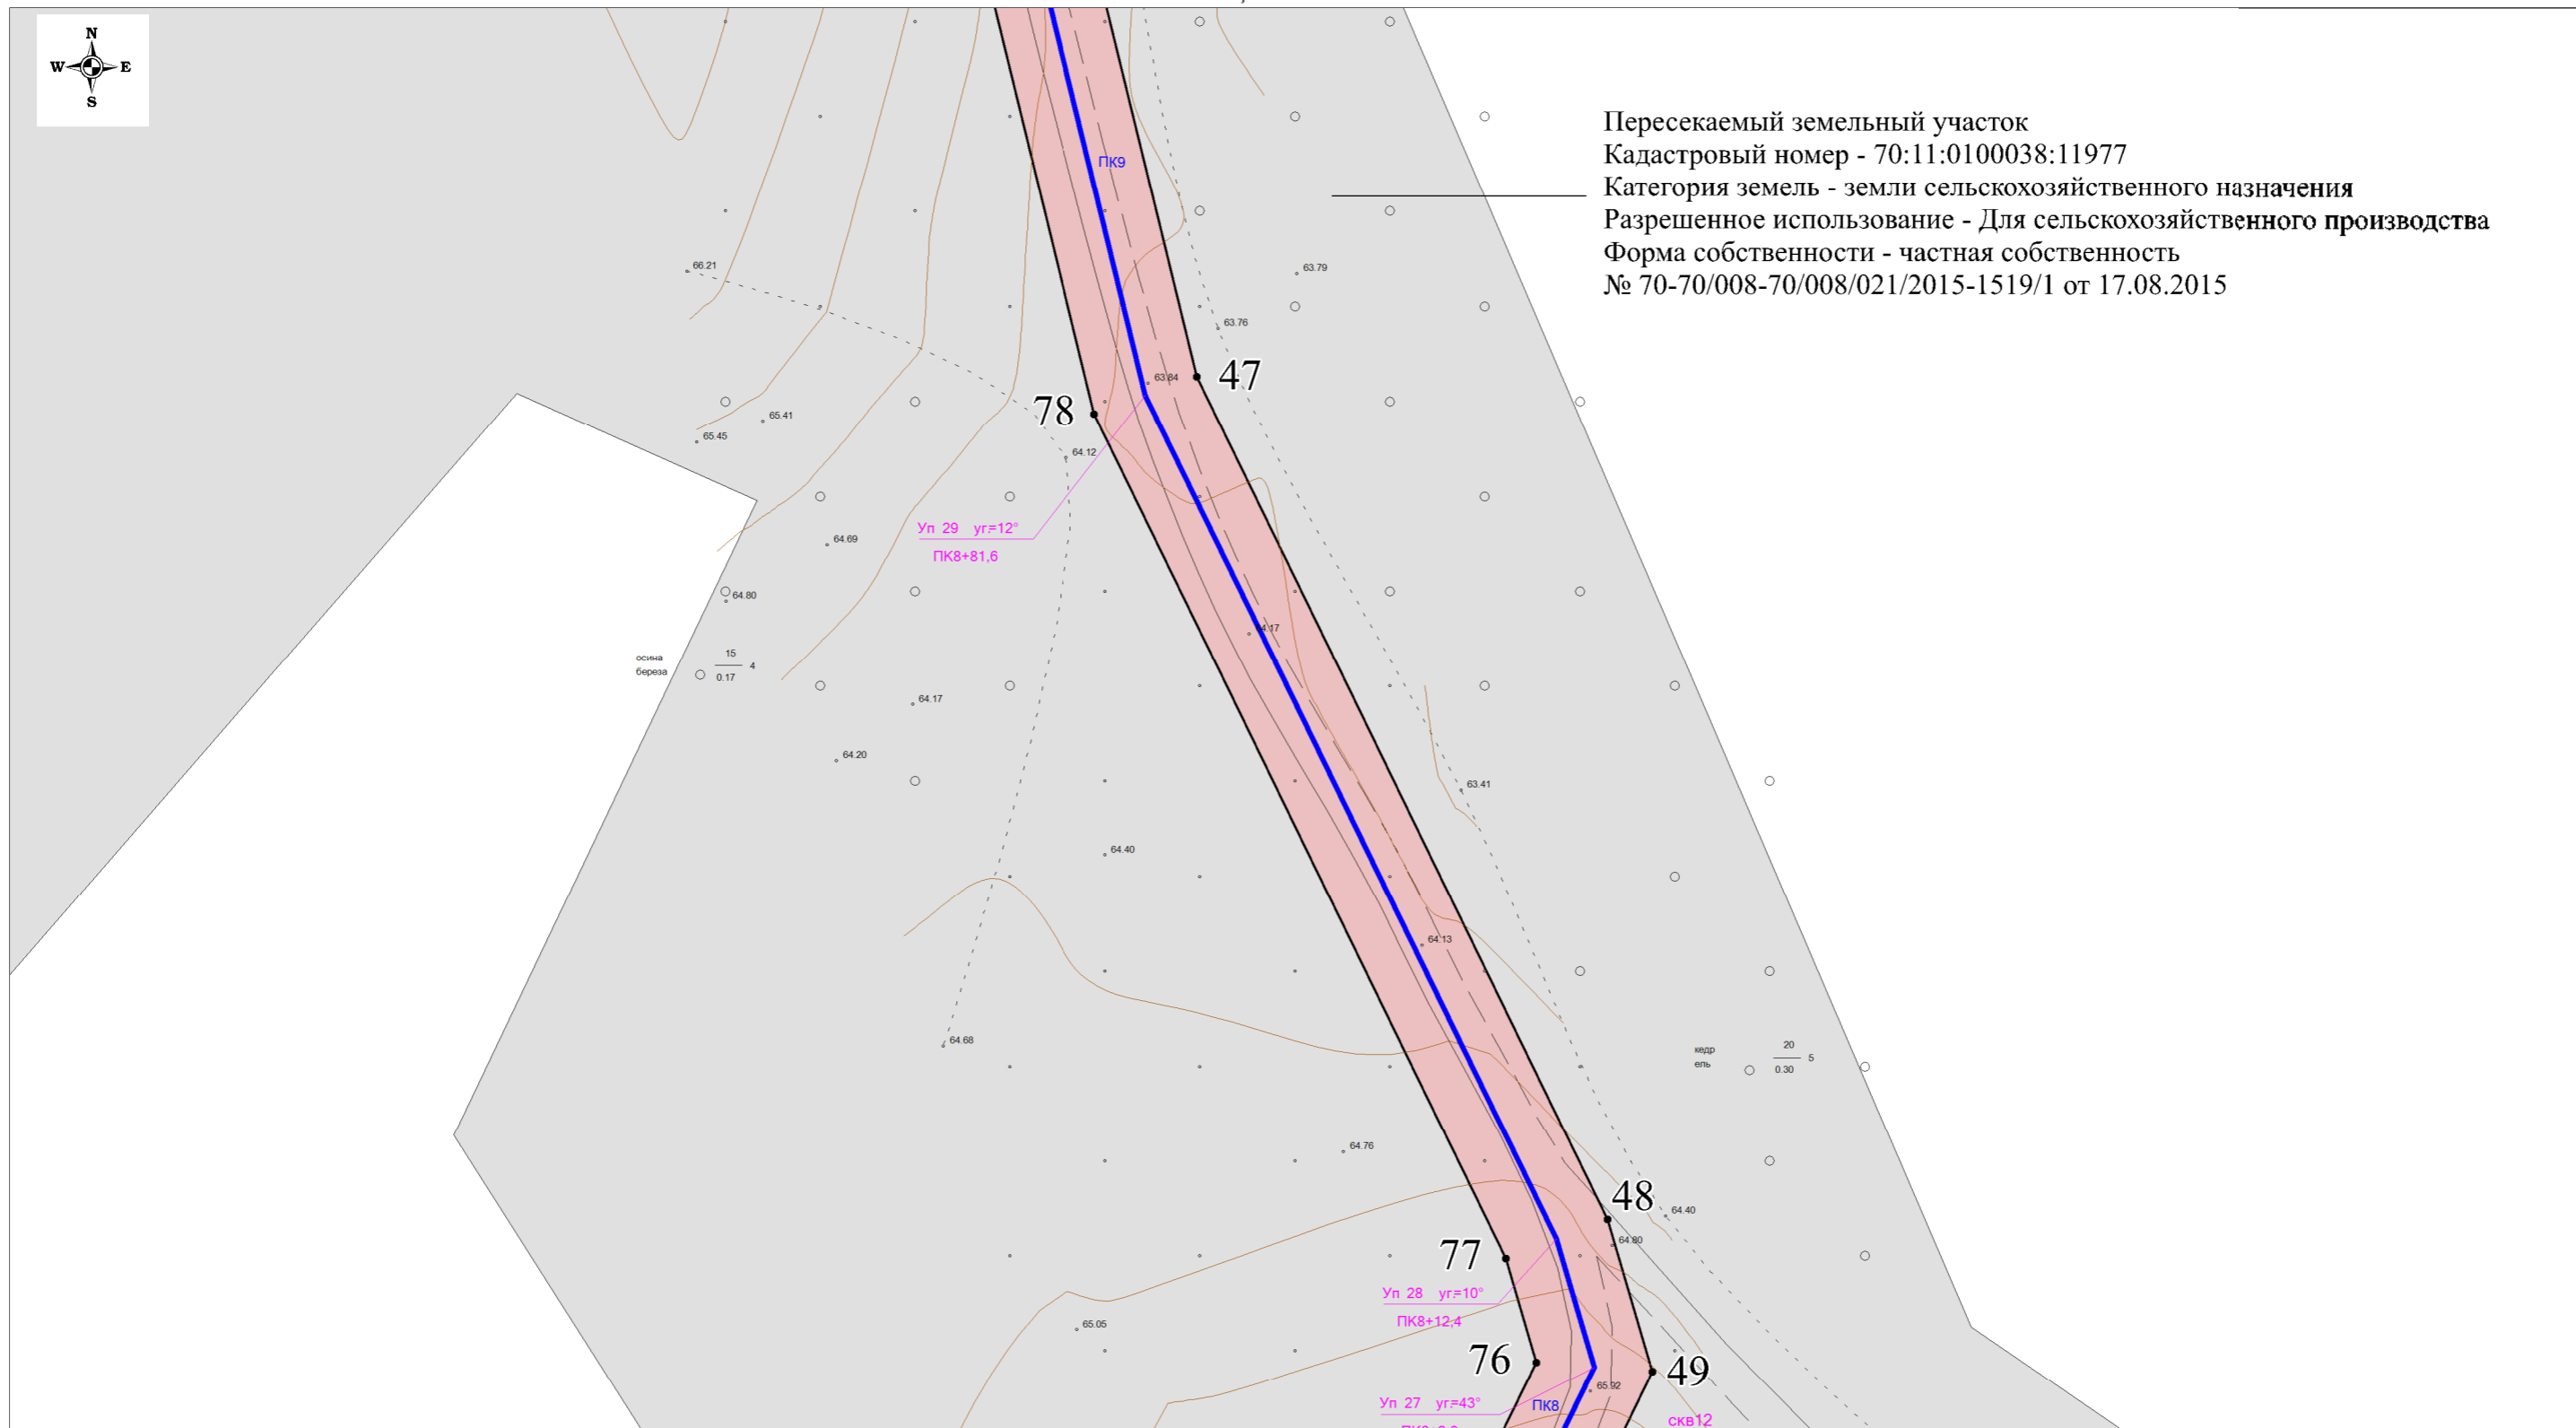 N
W E
S
Пересекаемый земельный участок
Кадастровый номер - 70:11:0100038:11977
Категория земель - земли сельскохозяйственного назначения
Разрешенное использование - Для сельскохозяйственного производства
Форма собственности - частная собственность
№ 70-70/008-70/008/021/2015-1519/1 от 17.08.2015
ПК9
66.21
63.79
63.76
63.84
47
78
65.41
65.45
64.12
Уп 29 уг.=12°
ПК8+81,6
64.69
64.80
64.17
осина
береза
15
0.17
4
64.17
64.20
63.41
64.40
64.13
64.68
кедр
ель
20
0.30
5
64.76
48
64.40
64.80
77
Уп 28 уг.=10°
ПК8+12,4
65.05
76
49
65.92
Уп 27 уг.=43°
ПК8
скв12